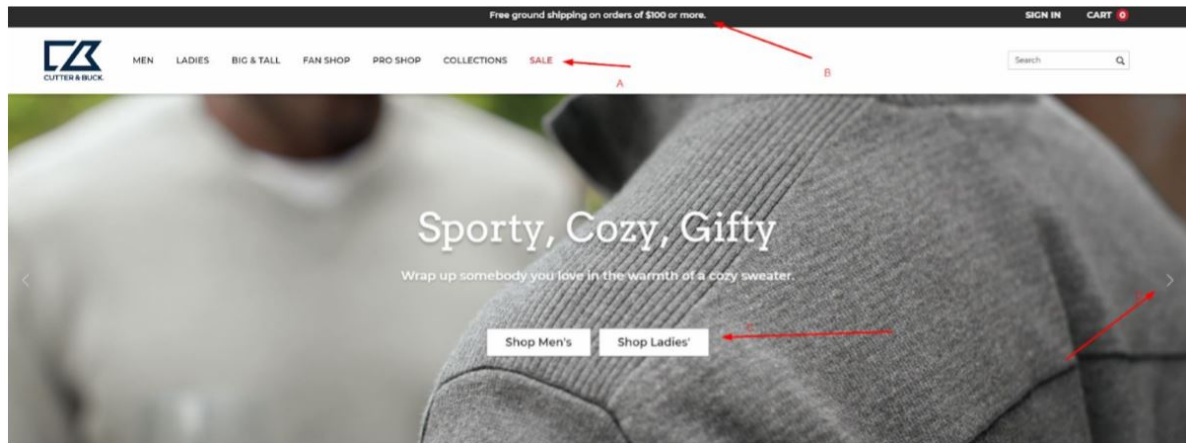 Free ground shipping on orders of $100 or more.
SIGN IN CART 0
CUTTER & BUCK.
MEN LADIES BIG & TALL FAN SHOP PRO SHOP COLLECTIONS SALE
Search
A
B
Sporty, Cozy, Gifty
Wrap up somebody you love in the warmth of a cozy sweater.
D
Shop Men's Shop Ladies'
C